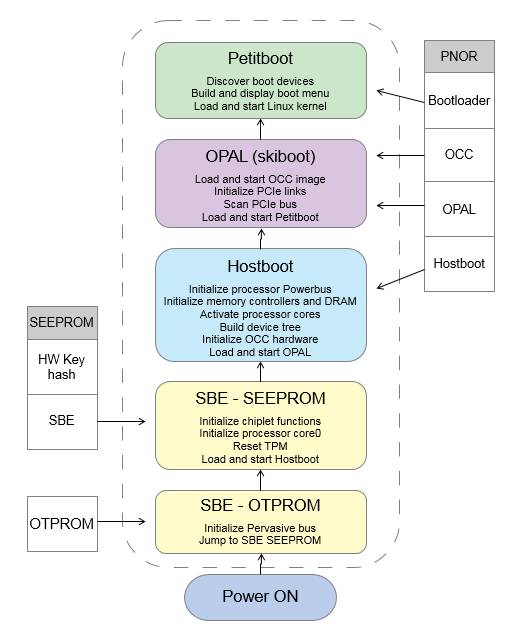 Petitboot
Discover boot devices
Build and display boot menu
Load and start Linux kernel
PNOR
Bootloader
OCC
OPAL
Hostboot
OPAL (skiboot)
Load and start OCC image
Initialize PCIe links
Scan PCIe bus
Load and start Petitboot
Hostboot
Initialize processor Powerbus
Initialize memory controllers and DRAM
Activate processor cores
Build device tree
Initialize OCC hardware
Load and start OPAL
SEEPROM
HW Key
hash
SBE
SBE - SEEPROM
Initialize chiplet functions
Initialize processor core0
Reset TPM
Load and start Hostboot
OTPROM
SBE - OTPROM
Initialize Pervasive bus
Jump to SBE SEEPROM
Power ON